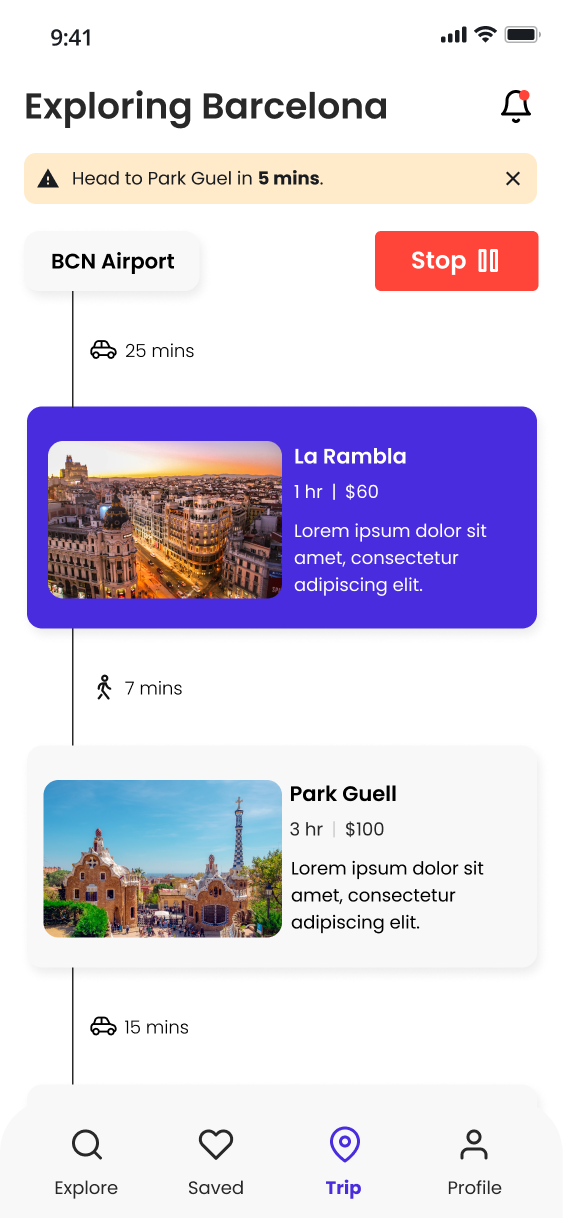 9:41
Exploring Barcelona
Head to Park Guel in 5 mins.
BCN Airport
Stop
25 mins
La Rambla
1 hr | $60
Lorem ipsum dolor sit
amet, consectetur
adipiscing elit.
7 mins
Park Guell
3 hr | $100
Lorem ipsum dolor sit
amet, consectetur
adipiscing elit.
15 mins
Explore
Saved
Trip
Profile